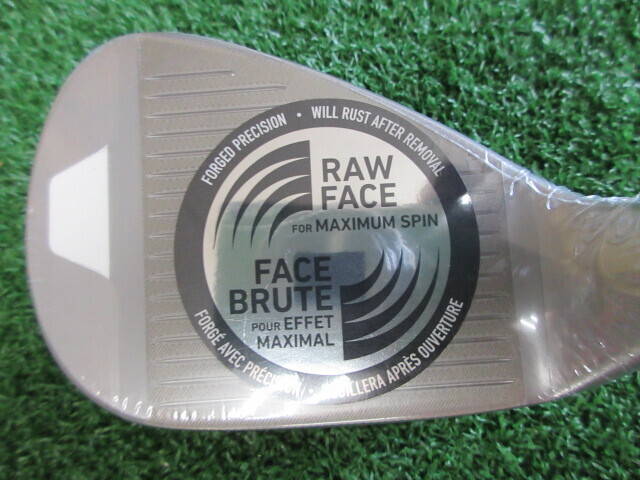 FORGED PRECISION • WILL RUST AFTER REMOVAL
RAW
FACE
FOR MAXIMUM SPIN
FACE
BRUTE
POUR EFFET
MAXIMAL
FORGÉ AVEC PRÉCISION • ROUILLERA APRÈS OUVERTURE